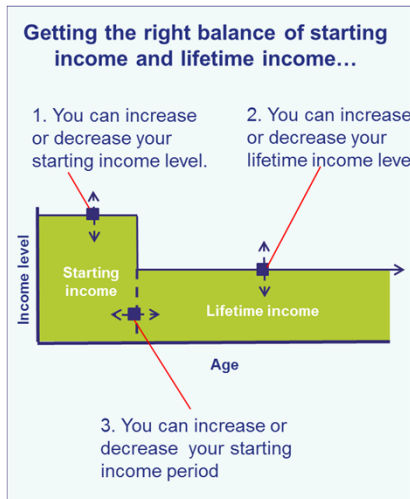 Getting the right balance of starting
income and lifetime income…
1. You can increase
or decrease your
starting income level.
2. You can increase
or decrease your
lifetime income leve
Income level
Starting
income
Lifetime income
Age
3. You can increase or
decrease your starting
income period